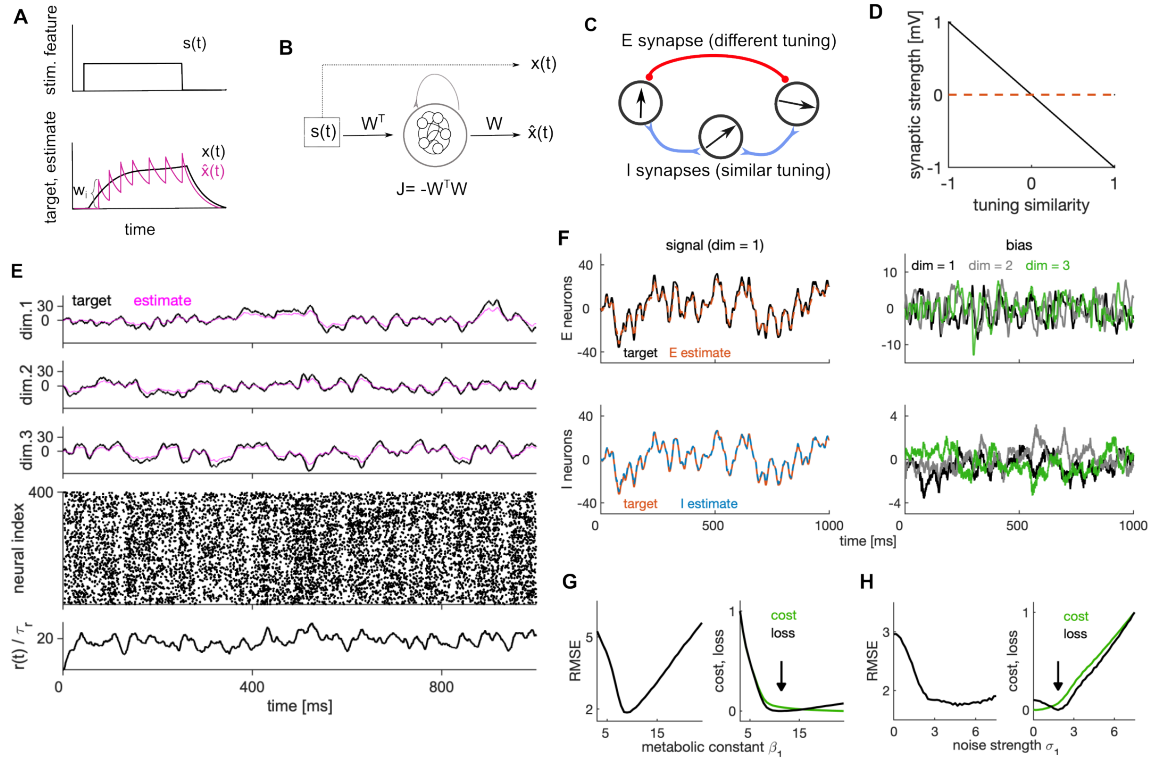 A
stim. feature
s(t)
target, estimate
x(t)
x̂(t)
wᵢ
time
B
x(t)
s(t)
Wᵀ
W
x̂(t)
J= -WᵀW
C
E synapse (different tuning)
I synapses (similar tuning)
D
synaptic strength [mV]
1
0
-1
-1
0
1
tuning similarity
E
target estimate
dim.1
30
0
dim.2
30
0
dim.3
30
0
neural index
400
r(t) / τᵣ
20
0
400
800
time [ms]
F
signal (dim = 1)
E neurons
40
0
-40
target E estimate
bias
dim = 1 dim = 2 dim = 3
10
0
-10
I neurons
40
0
-40
target I estimate
0
500
1000
4
0
-4
0
500
1000
time [ms]
G
RMSE
5
2
5
15
cost, loss
1
0
cost
loss
5
15
metabolic constant β₁
H
RMSE
3
2
0
3
6
cost, loss
1
0
cost
loss
0
3
6
noise strength σ₁